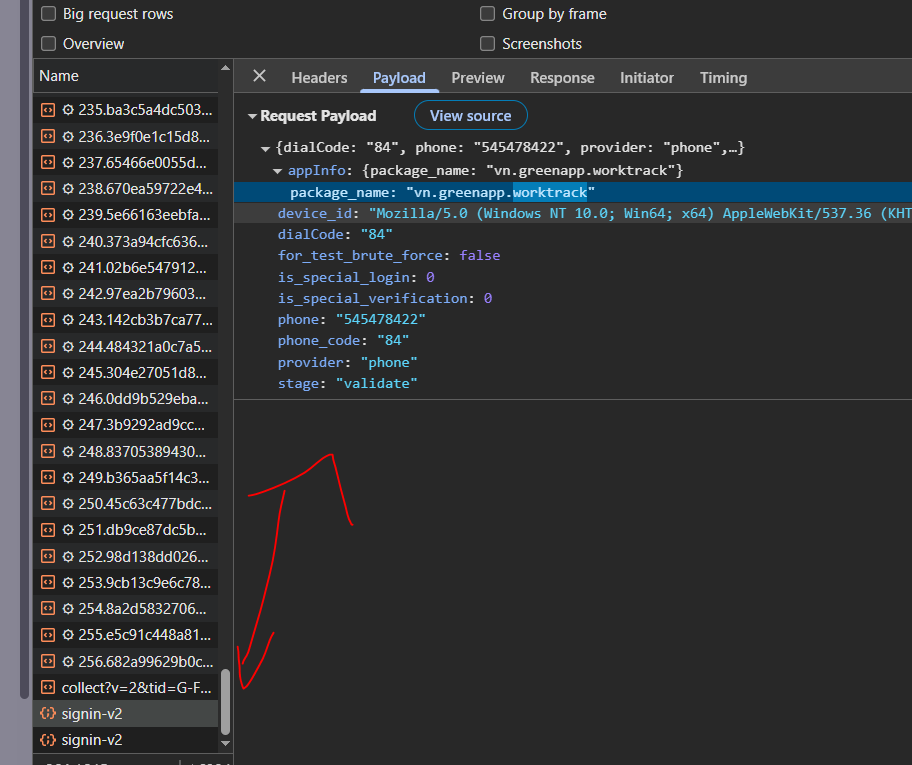 Big request rows
Group by frame
Overview
Screenshots
Name
235.ba3c5a4dc503...
236.3e9f0e1c15d8...
237.65466e0055d...
238.670ea59722e4...
239.5e66163eebfa...
240.373a94cfc636...
241.02b6e547912...
242.97ea2b79603...
243.142cb3b7ca77...
244.484321a0c7a5...
245.304e27051d8...
246.0dd9b529eba...
247.3b9292ad9cc...
248.83705389430...
249.b365aa5f14c3...
250.45c63c477bdc...
251.db9ce87dc5b...
252.98d138dd026...
253.9cb13c9e6c78...
254.8a2d5832706...
255.e5c91c448a81...
256.682a99629b0c...
collect?v=2&tid=G-F...
signin-v2
signin-v2
Headers
Payload
Preview
Response
Initiator
Timing
Request Payload
View source
{dialCode: "84", phone: "545478422", provider: "phone",…}
appInfo: {package_name: "vn.greenapp.worktrack"}
package_name: "vn.greenapp.worktrack"
device_id: "Mozilla/5.0 (Windows NT 10.0; Win64; x64) AppleWebKit/537.36 (KHT
dialCode: "84"
for_test_brute_force: false
is_special_login: 0
is_special_verification: 0
phone: "545478422"
phone_code: "84"
provider: "phone"
stage: "validate"